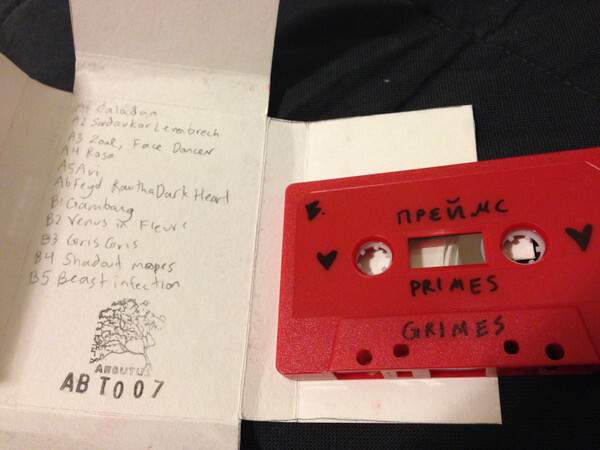 A1 Caladan
A2 Sardaukar Levenbrech
A3 Zoal, Face Dancer
A4 Rosa
A5 Avi
A6 Feyd Rautha Dark Heart
B1 Gambang
B2 Venus in Fleurs
B3 Gris Gris
B4 Shadout mapes
B5 Beast infection
ARBUTUS
ABT007
B.
ПРЕЙМС
PRIMES
GRIMES